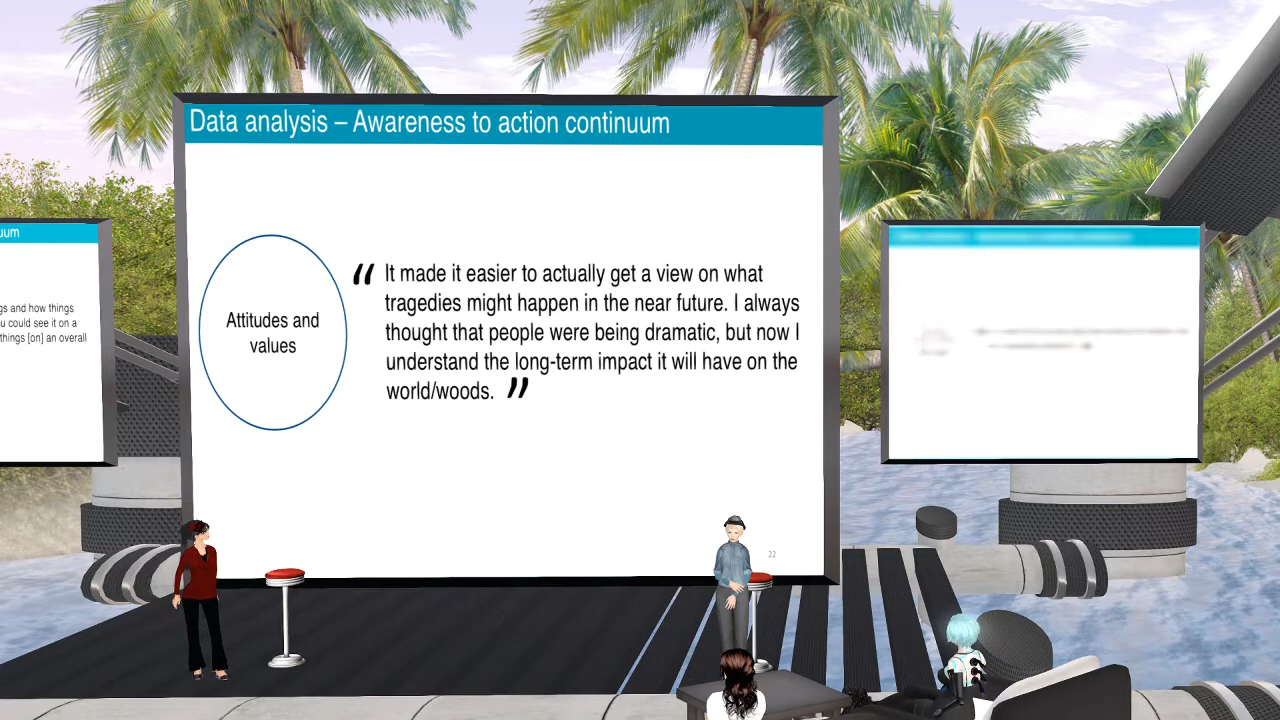 Data analysis – Awareness to action continuum
Attitudes and
values
“ It made it easier to actually get a view on what
tragedies might happen in the near future. I always
thought that people were being dramatic, but now I
understand the long-term impact it will have on the
world/woods. ”
22
uum
gs and how things
u could see it on a
things [on] an overall